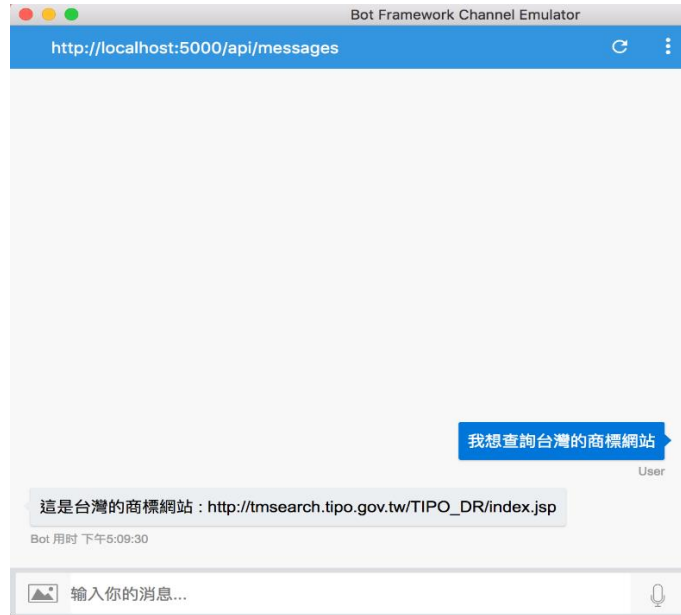 Bot Framework Channel Emulator
http://localhost:5000/api/messages
我想查詢台灣的商標網站
User
這是台灣的商標網站 : http://tmsearch.tipo.gov.tw/TIPO_DR/index.jsp
Bot 用时 下午5:09:30
输入你的消息...